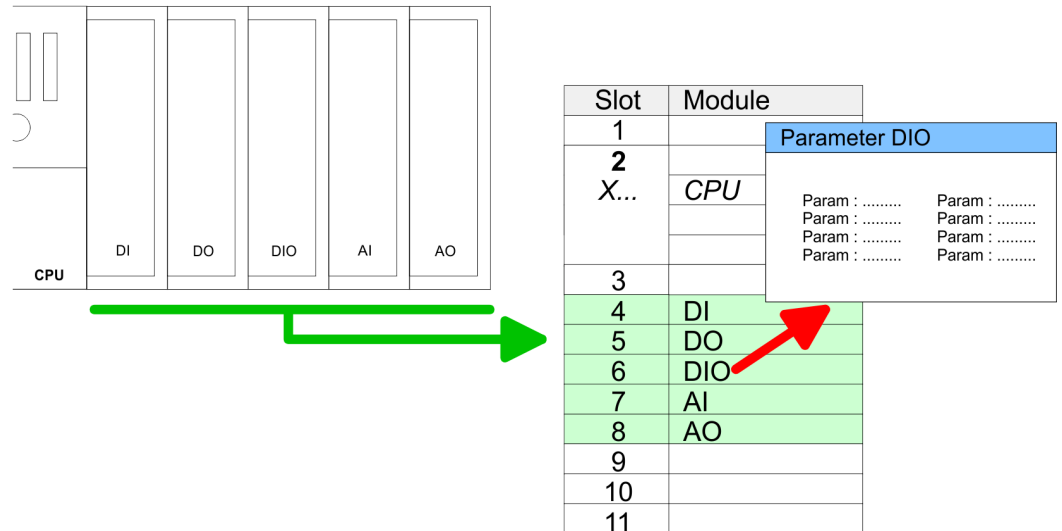 CPU
DI
DO
DIO
AI
AO
Slot Module
1
2
X... CPU
3
4 DI
5 DO
6 DIO
7 AI
8 AO
9
10
11
Parameter DIO
Param : ......... Param : .........
Param : ......... Param : .........
Param : ......... Param : .........
Param : ......... Param : .........